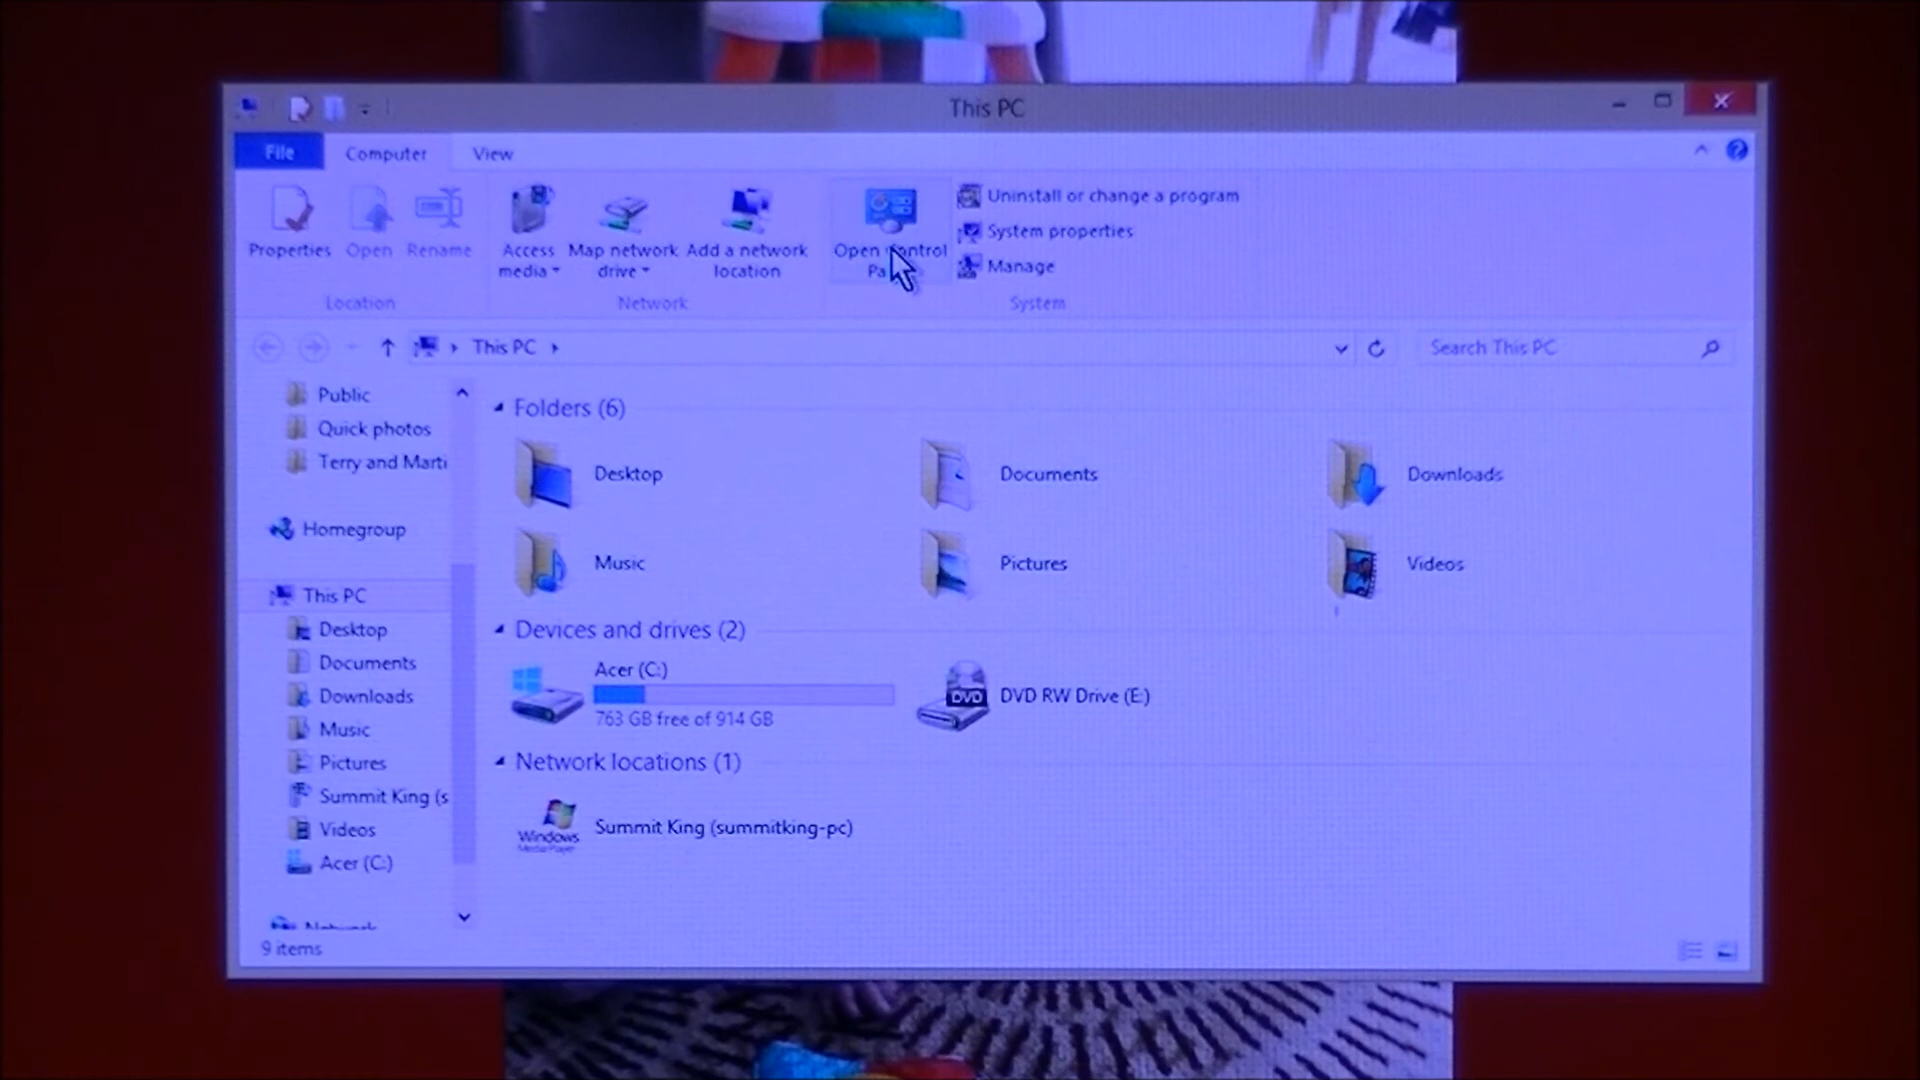 This PC
File Computer View
Properties Open Rename
Access media
Map network drive
Add a network location
Open Control
Uninstall or change a program
System properties
Manage
Location Network System
This PC
Search This PC
Public
Quick photos
Terry and Marti
Homegroup
This PC
Desktop
Documents
Downloads
Music
Pictures
Summit King (s
Videos
Acer (C:)
Network
9 items
Folders (6)
Desktop Documents Downloads
Music Pictures Videos
Devices and drives (2)
Acer (C:)
763 GB free of 914 GB
DVD
DVD RW Drive (E:)
Network locations (1)
Windows
Media Player
Summit King (summitking-pc)